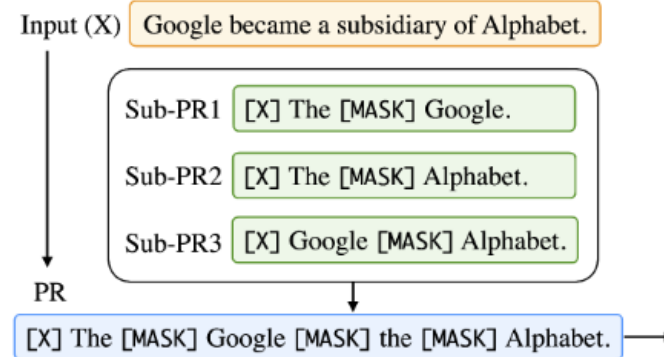 Input (X) Google became a subsidiary of Alphabet.
Sub-PR1 [X] The [MASK] Google.
Sub-PR2 [X] The [MASK] Alphabet.
Sub-PR3 [X] Google [MASK] Alphabet.
PR
[X] The [MASK] Google [MASK] the [MASK] Alphabet.